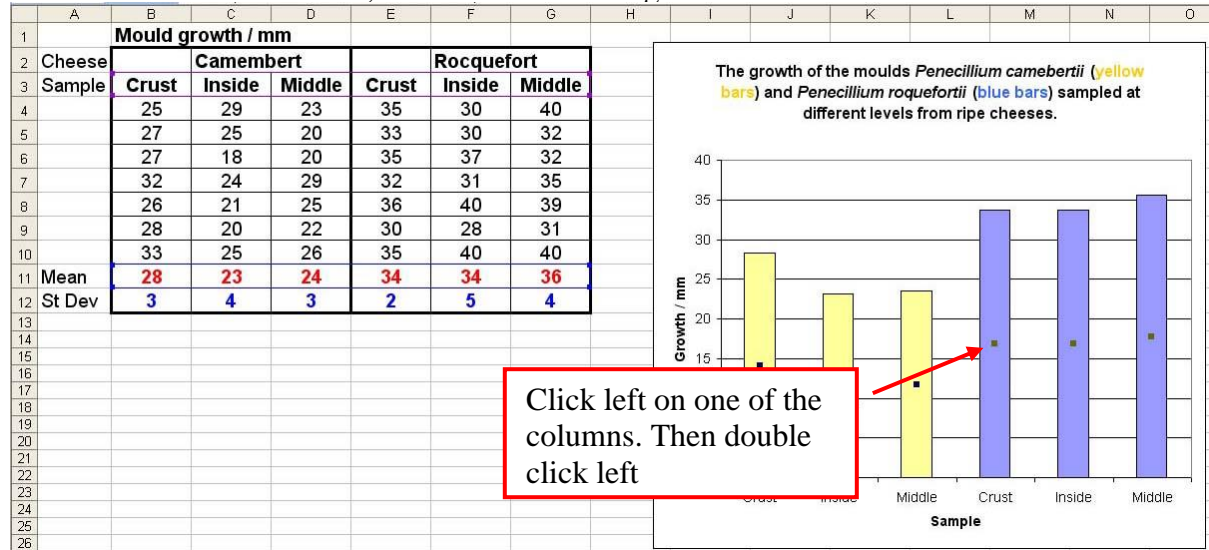 A B C D E F G H I J K L M N O
1 Mould growth / mm
2 Cheese Camembert Rocquefort
3 Sample Crust Inside Middle Crust Inside Middle
4 25 29 23 35 30 40
5 27 25 20 33 30 32
6 27 18 20 35 37 32
7 32 24 29 32 31 35
8 26 21 25 36 40 39
9 28 20 22 30 28 31
10 33 25 26 35 40 40
11 Mean 28 23 24 34 34 36
12 St Dev 3 4 3 2 5 4
13
14
15
16
17
18
19
20
21
22
23
24
25
26
The growth of the moulds Penecillium camebertii (yellow
bars) and Penecillium roquefortii (blue bars) sampled at
different levels from ripe cheeses.
40
35
30
25
20
15
Growth / mm
Middle Crust Inside Middle
Sample
Click left on one of the
columns. Then double
click left